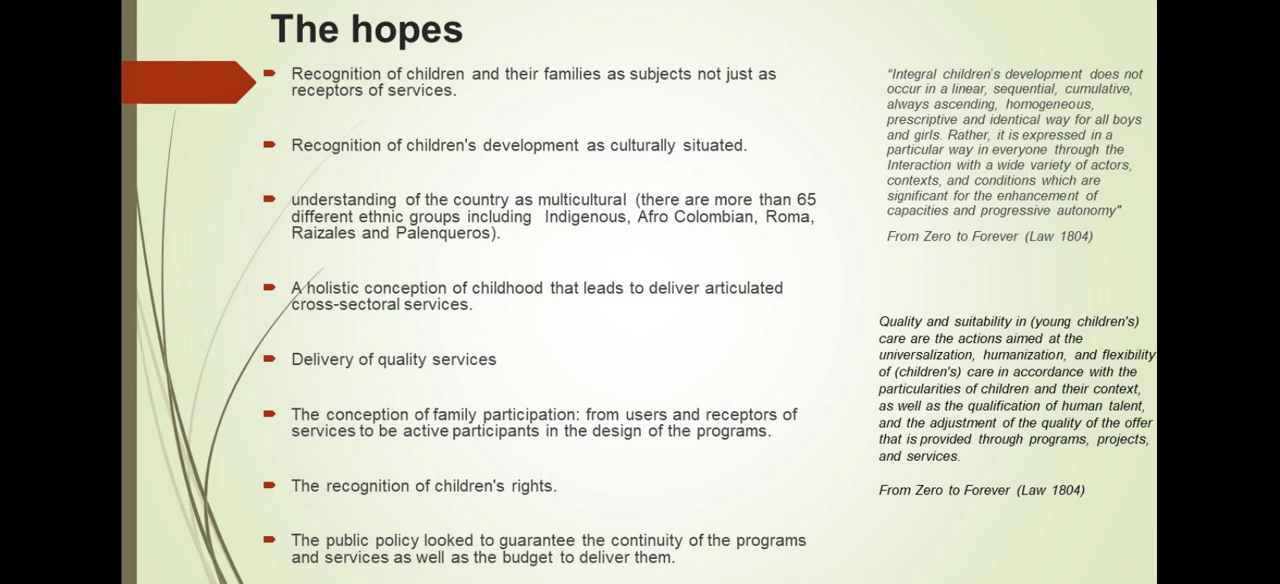 The hopes
Recognition of children and their families as subjects not just as
receptors of services.
Recognition of children's development as culturally situated.
understanding of the country as multicultural (there are more than 65
different ethnic groups including Indigenous, Afro Colombian, Roma,
Raizales and Palenqueros).
A holistic conception of childhood that leads to deliver articulated
cross-sectoral services.
Delivery of quality services
The conception of family participation: from users and receptors of
services to be active participants in the design of the programs.
The recognition of children's rights.
The public policy looked to guarantee the continuity of the programs
and services as well as the budget to deliver them.
“Integral children’s development does not
occur in a linear, sequential, cumulative,
always ascending, homogeneous,
prescriptive and identical way for all boys
and girls. Rather, it is expressed in a
particular way in everyone through the
Interaction with a wide variety of actors,
contexts, and conditions which are
significant for the enhancement of
capacities and progressive autonomy"
From Zero to Forever (Law 1804)
Quality and suitability in (young children's)
care are the actions aimed at the
universalization, humanization, and flexibility
of (children's) care in accordance with the
particularities of children and their context,
as well as the qualification of human talent,
and the adjustment of the quality of the offer
that is provided through programs, projects,
and services.
From Zero to Forever (Law 1804)